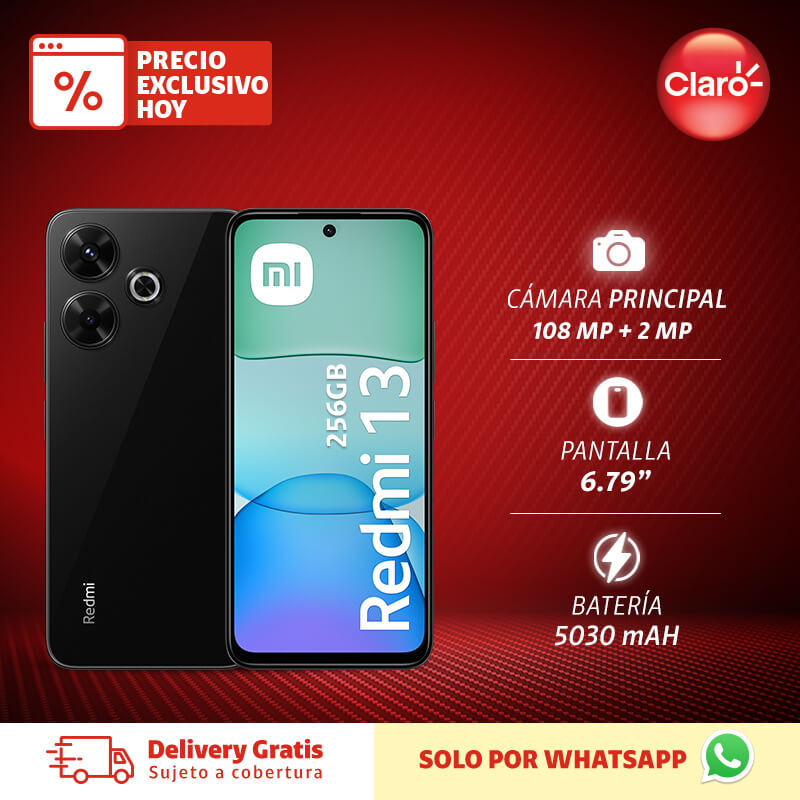 PRECIO
EXCLUSIVO
HOY
%
Claro
mi
256GB
Redmi 13
Redmi
CÁMARA PRINCIPAL
108 MP + 2 MP
PANTALLA
6.79”
BATERÍA
5030 mAH
Delivery Gratis
Sujeto a cobertura
SOLO POR WHATSAPP